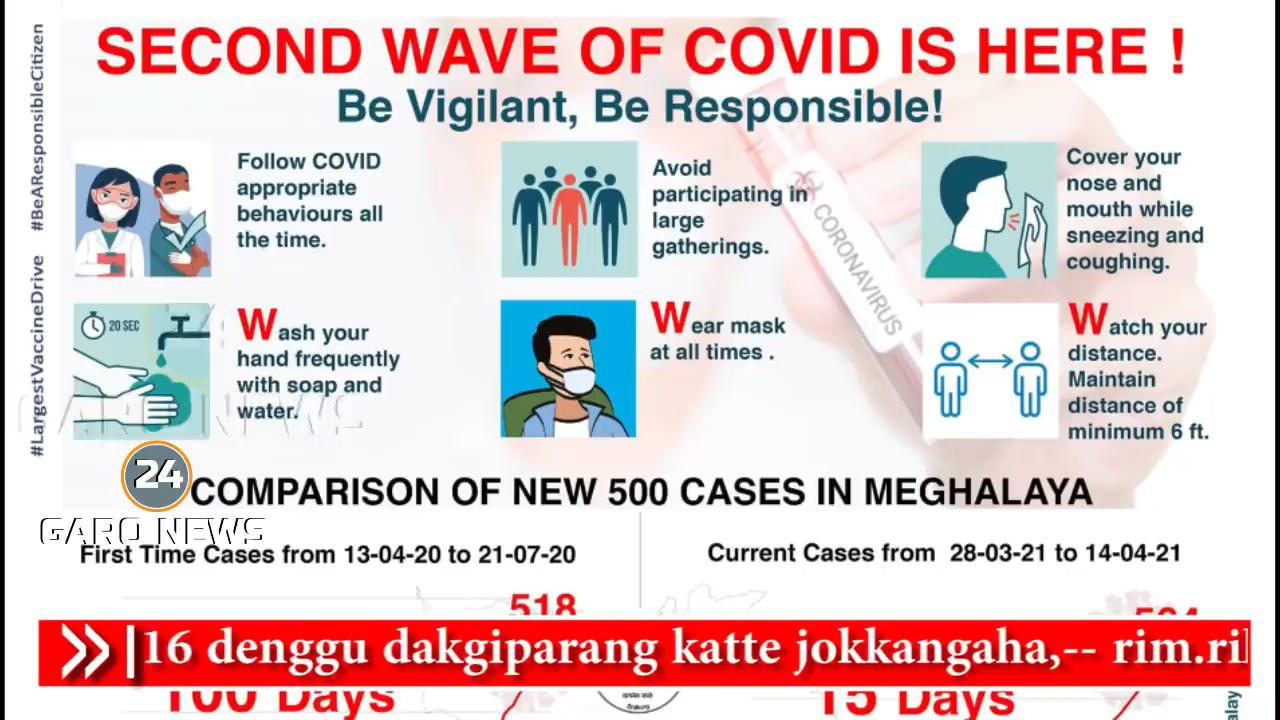 SECOND WAVE OF COVID IS HERE !
Be Vigilant, Be Responsible!
#LargestVaccineDrive #BeAResponsibleCitizen
Follow COVID
appropriate
behaviours all
the time.
Avoid
participating in
large
gatherings.
Cover your
nose and
mouth while
sneezing and
coughing.
CORONAVIRUS
20 SEC
Wash your
hand frequently
with soap and
water.
Wear mask
at all times .
Watch your
distance.
Maintain
distance of
minimum 6 ft.
GARO NEWS
24
GARO NEWS
COMPARISON OF NEW 500 CASES IN MEGHALAYA
First Time Cases from 13-04-20 to 21-07-20
Current Cases from 28-03-21 to 14-04-21
518
16 denggu dakgiparang katte jokkangaha,-- rim.ri
100 Days
15 Days